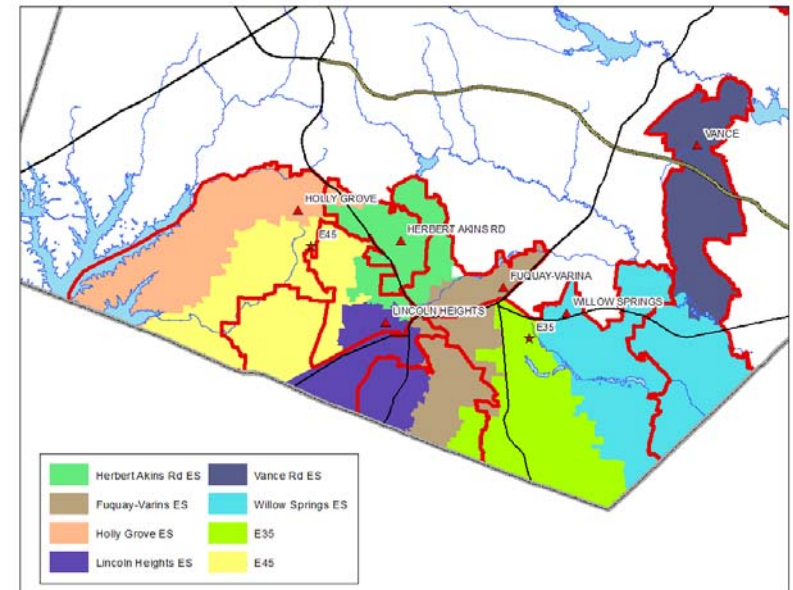 VANCE
HOLLY GROVE
E45
HERBERT AKINS RD
FUQUAY-VARINA
WILLOW SPRINGS
LINCOLN HEIGHTS
E35
Herbert Akins Rd ES
Vance Rd ES
Fuquay-Varins ES
Willow Springs ES
Holly Grove ES
E35
Lincoln Heights ES
E45